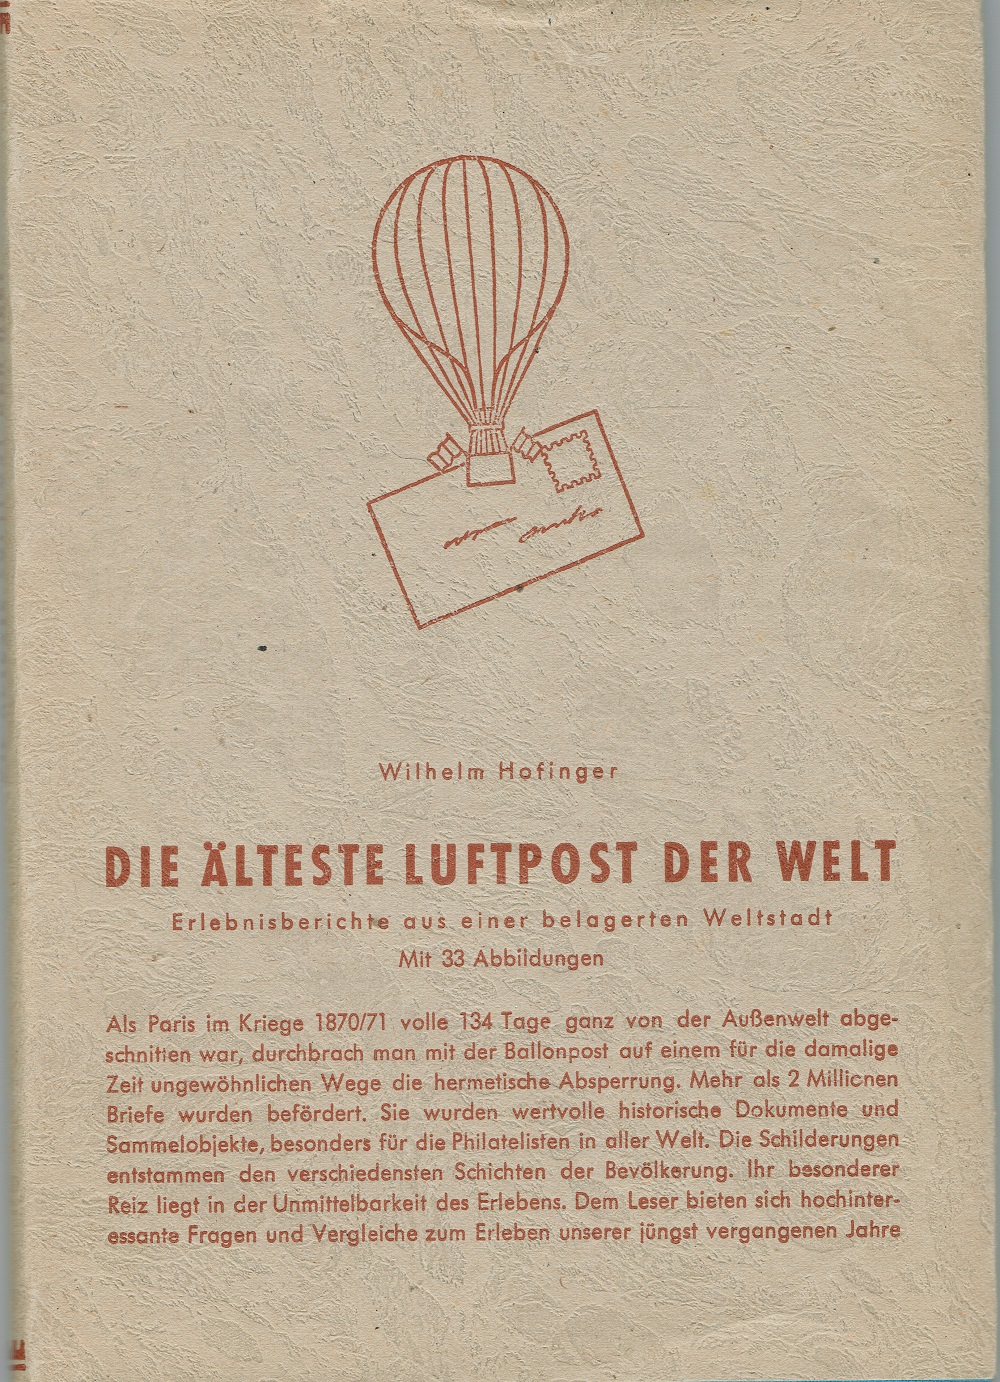 Wilhelm Hofinger
DIE ÄLTESTE LUFTPOST DER WELT
Erlebnisberichte aus einer belagerten Weltstadt
Mit 33 Abbildungen
Als Paris im Kriege 1870/71 volle 134 Tage ganz von der Außenwelt abge-
schnitten war, durchbrach man mit der Ballonpost auf einem für die damalige
Zeit ungewöhnlichen Wege die hermetische Absperrung. Mehr als 2 Millionen
Briefe wurden befördert. Sie wurden wertvolle historische Dokumente und
Sammelobjekte, besonders für die Philatelisten in aller Welt. Die Schilderungen
entstammen den verschiedensten Schichten der Bevölkerung. Ihr besonderer
Reiz liegt in der Unmittelbarkeit des Erlebens. Dem Leser bieten sich hochinter-
essante Fragen und Vergleiche zum Erleben unserer jüngst vergangenen Jahre